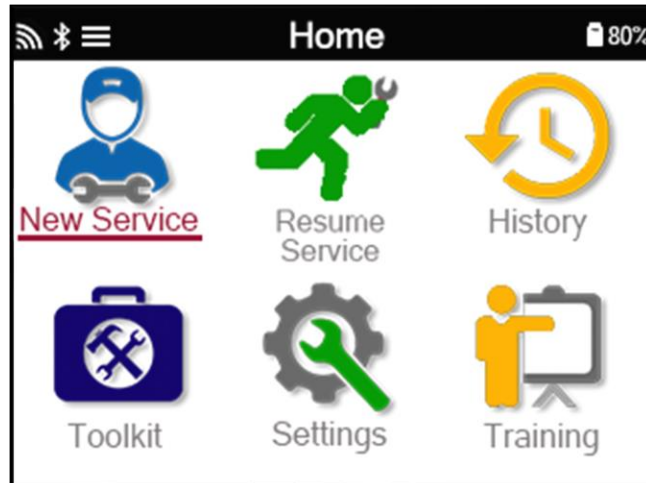 Home
80%
New Service
Resume
Service
History
Toolkit
Settings
Training